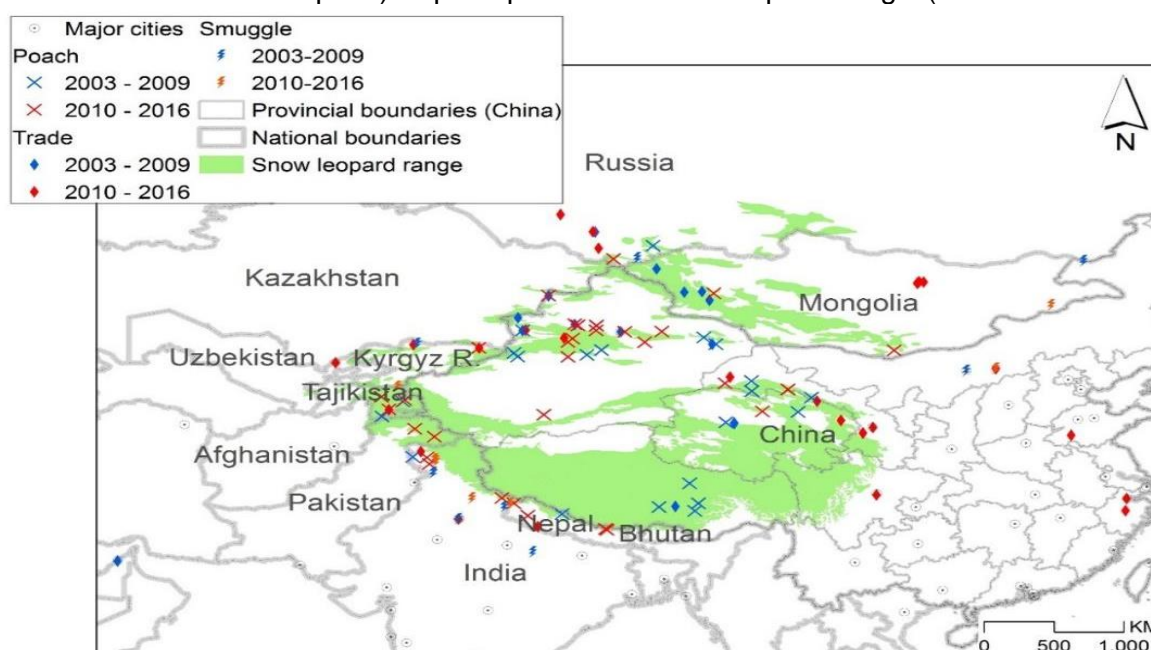 Major cities
Smuggle
Poach
2003-2009
2003 - 2009
2010-2016
2010 - 2016
Provincial boundaries (China)
Trade
National boundaries
2003 - 2009
Snow leopard range
2010 - 2016
N
Russia
Kazakhstan
Mongolia
Uzbekistan
Kyrgyz R.
Tajikistan
China
Afghanistan
Pakistan
Nepal
Bhutan
India
KM
0 500 1,000